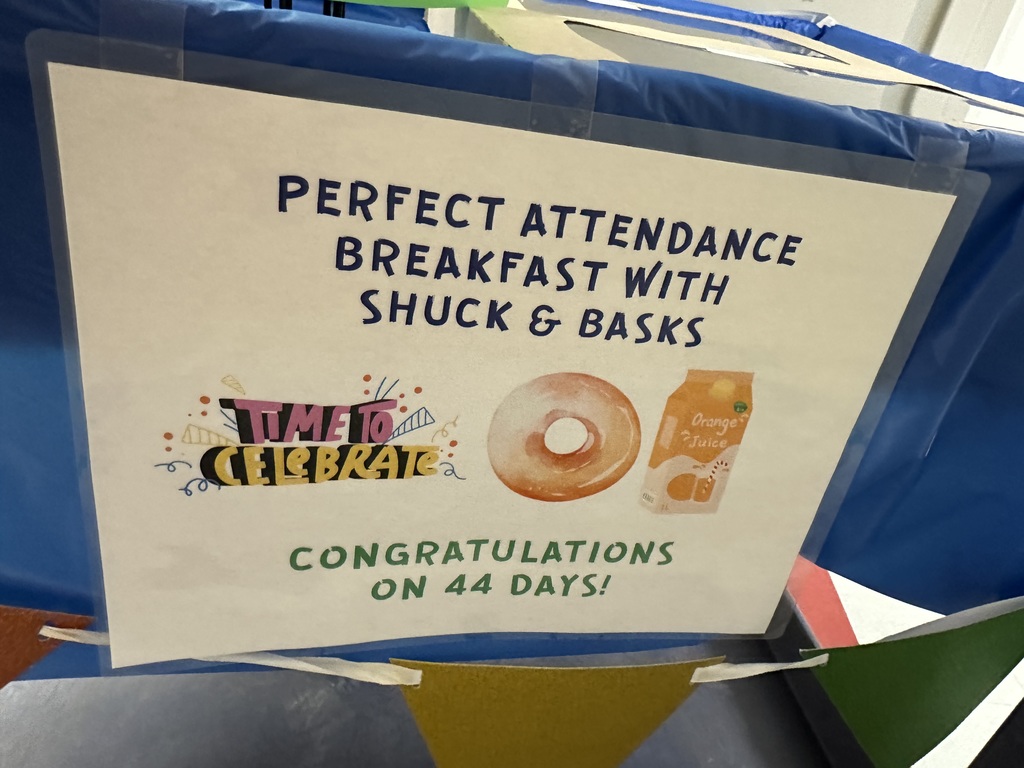 PERFECT ATTENDANCE
BREAKFAST WITH
SHUCK & BASKS
TIME TO
CELEBRATE
Orange
Juice
CONGRATULATIONS
ON 44 DAYS!